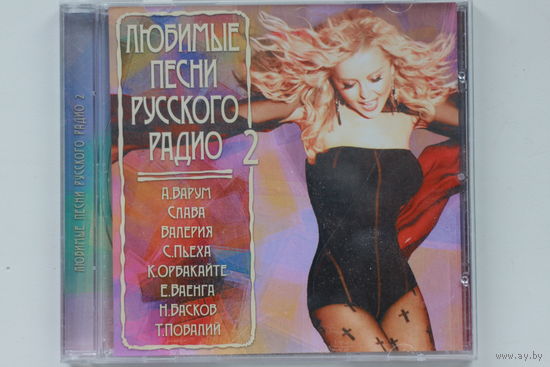 ЛЮБИМЫЕ ПЕСНИ РУССКОГО РАДИО 2
ЛЮБИМЫЕ
ПЕСНИ
РУССКОГО
РАДИО 2
А.ВАРУМ
СЛАВА
ВАЛЕРИЯ
С.ПЬЕХА
К.ОРБАКАЙТЕ
Е.ВАЕНГА
Н.БАСКОВ
Т.ПОВАЛИЙ
www.ay.by